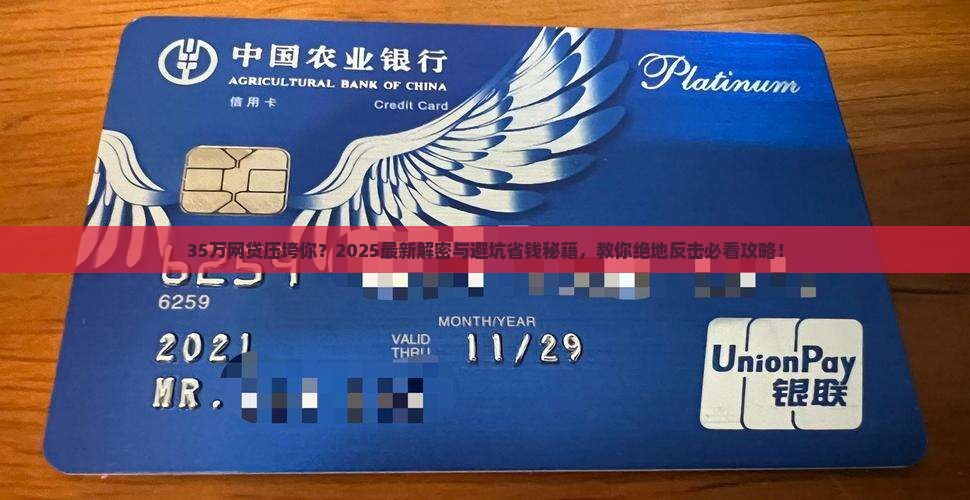 中国农业银行
AGRICULTURAL BANK OF CHINA
信用卡 Credit Card
Platinum
35万网贷压垮你？2025最新解密与避坑省钱秘籍，教你绝地反击必看攻略！
6259
6259
MONTH/YEAR
2021 VALID THRU 11/29
MR.
UnionPay
银联